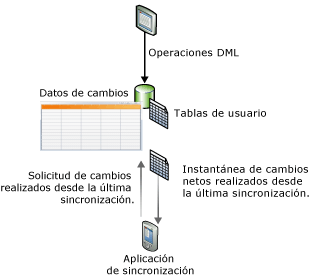 Operaciones DML
Datos de cambios
Tablas de usuario
Solicitud de cambios
realizados desde la última
sincronización.
Instantánea de cambios
netos realizados desde
la última sincronización.
Aplicación
de sincronización